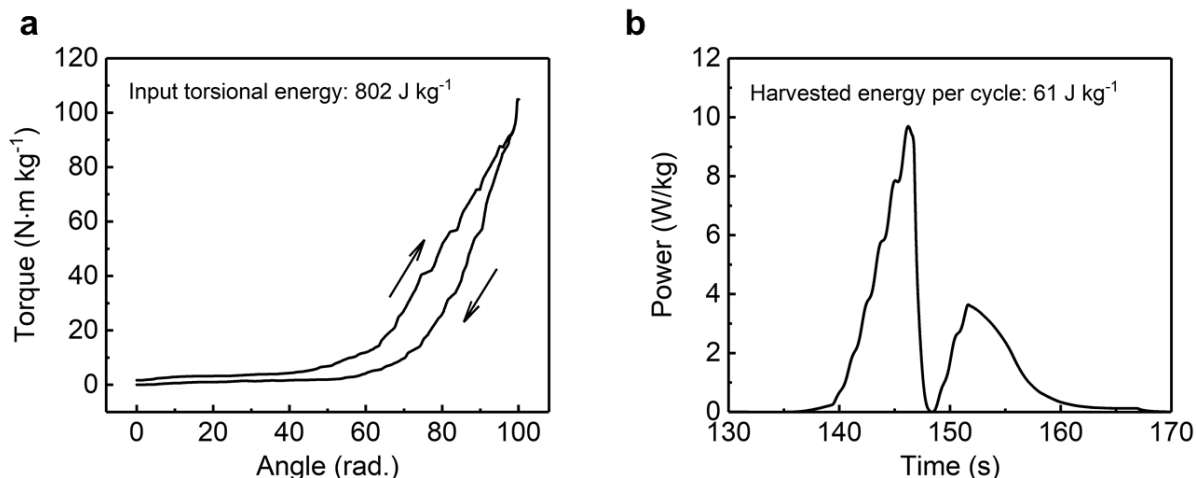 a
120
100
80
60
40
20
0
Torque (N·m kg⁻¹)
Input torsional energy: 802 J kg⁻¹
0 20 40 60 80 100
Angle (rad.)
b
12
10
8
6
4
2
0
Power (W/kg)
Harvested energy per cycle: 61 J kg⁻¹
130 140 150 160 170
Time (s)